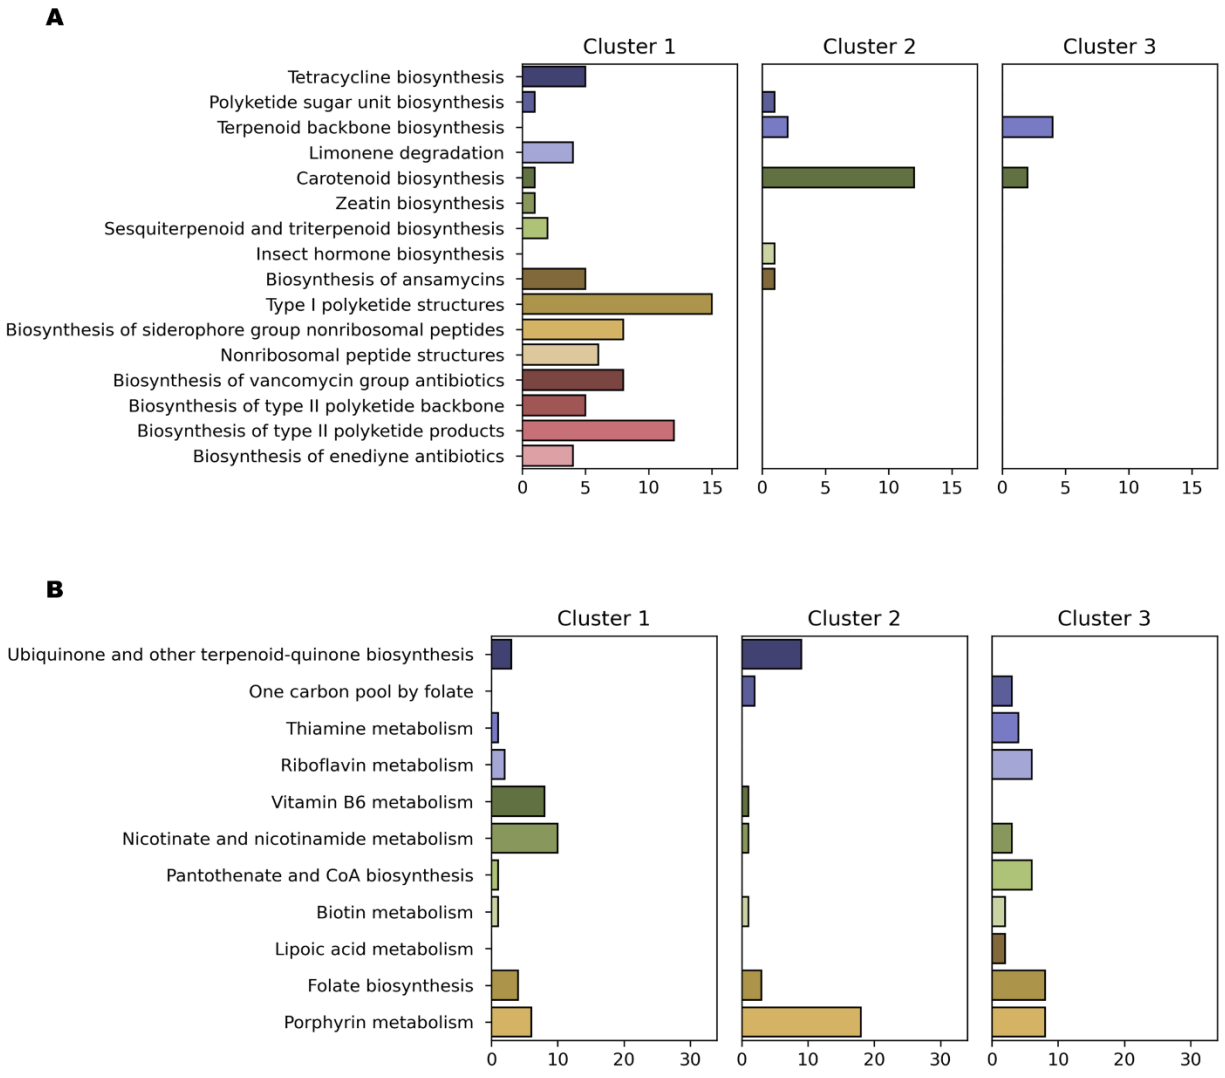 A
Cluster 1 Cluster 2 Cluster 3
Tetracycline biosynthesis
Polyketide sugar unit biosynthesis
Terpenoid backbone biosynthesis
Limonene degradation
Carotenoid biosynthesis
Zeatin biosynthesis
Sesquiterpenoid and triterpenoid biosynthesis
Insect hormone biosynthesis
Biosynthesis of ansamycins
Type I polyketide structures
Biosynthesis of siderophore group nonribosomal peptides
Nonribosomal peptide structures
Biosynthesis of vancomycin group antibiotics
Biosynthesis of type II polyketide backbone
Biosynthesis of type II polyketide products
Biosynthesis of enediyne antibiotics
0 5 10 15 0 5 10 15 0 5 10 15
B
Cluster 1 Cluster 2 Cluster 3
Ubiquinone and other terpenoid-quinone biosynthesis
One carbon pool by folate
Thiamine metabolism
Riboflavin metabolism
Vitamin B6 metabolism
Nicotinate and nicotinamide metabolism
Pantothenate and CoA biosynthesis
Biotin metabolism
Lipoic acid metabolism
Folate biosynthesis
Porphyrin metabolism
0 10 20 30 0 10 20 30 0 10 20 30